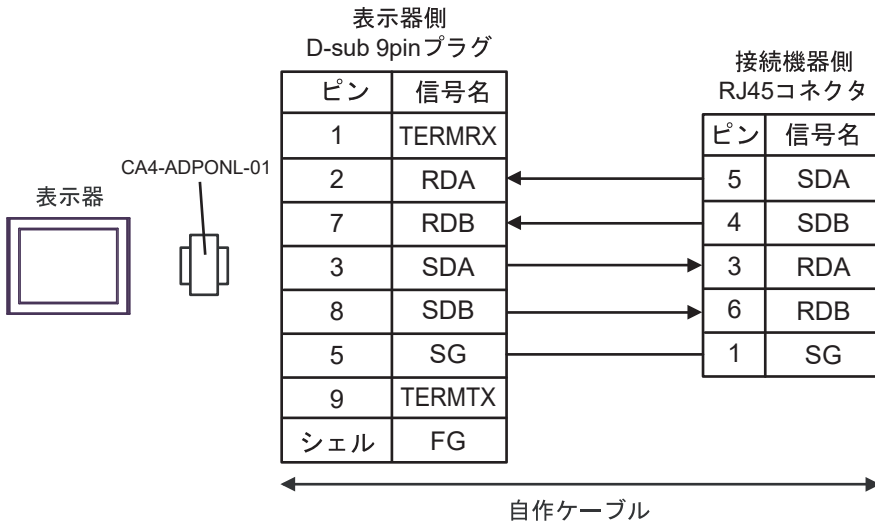 表示器側
D-sub 9pinプラグ
接続機器側
RJ45コネクタ
CA4-ADPONL-01
表示器
ピン 信号名
1 TERMRX
2 RDA
7 RDB
3 SDA
8 SDB
5 SG
9 TERMTX
シェル FG
ピン 信号名
5 SDA
4 SDB
3 RDA
6 RDB
1 SG
自作ケーブル